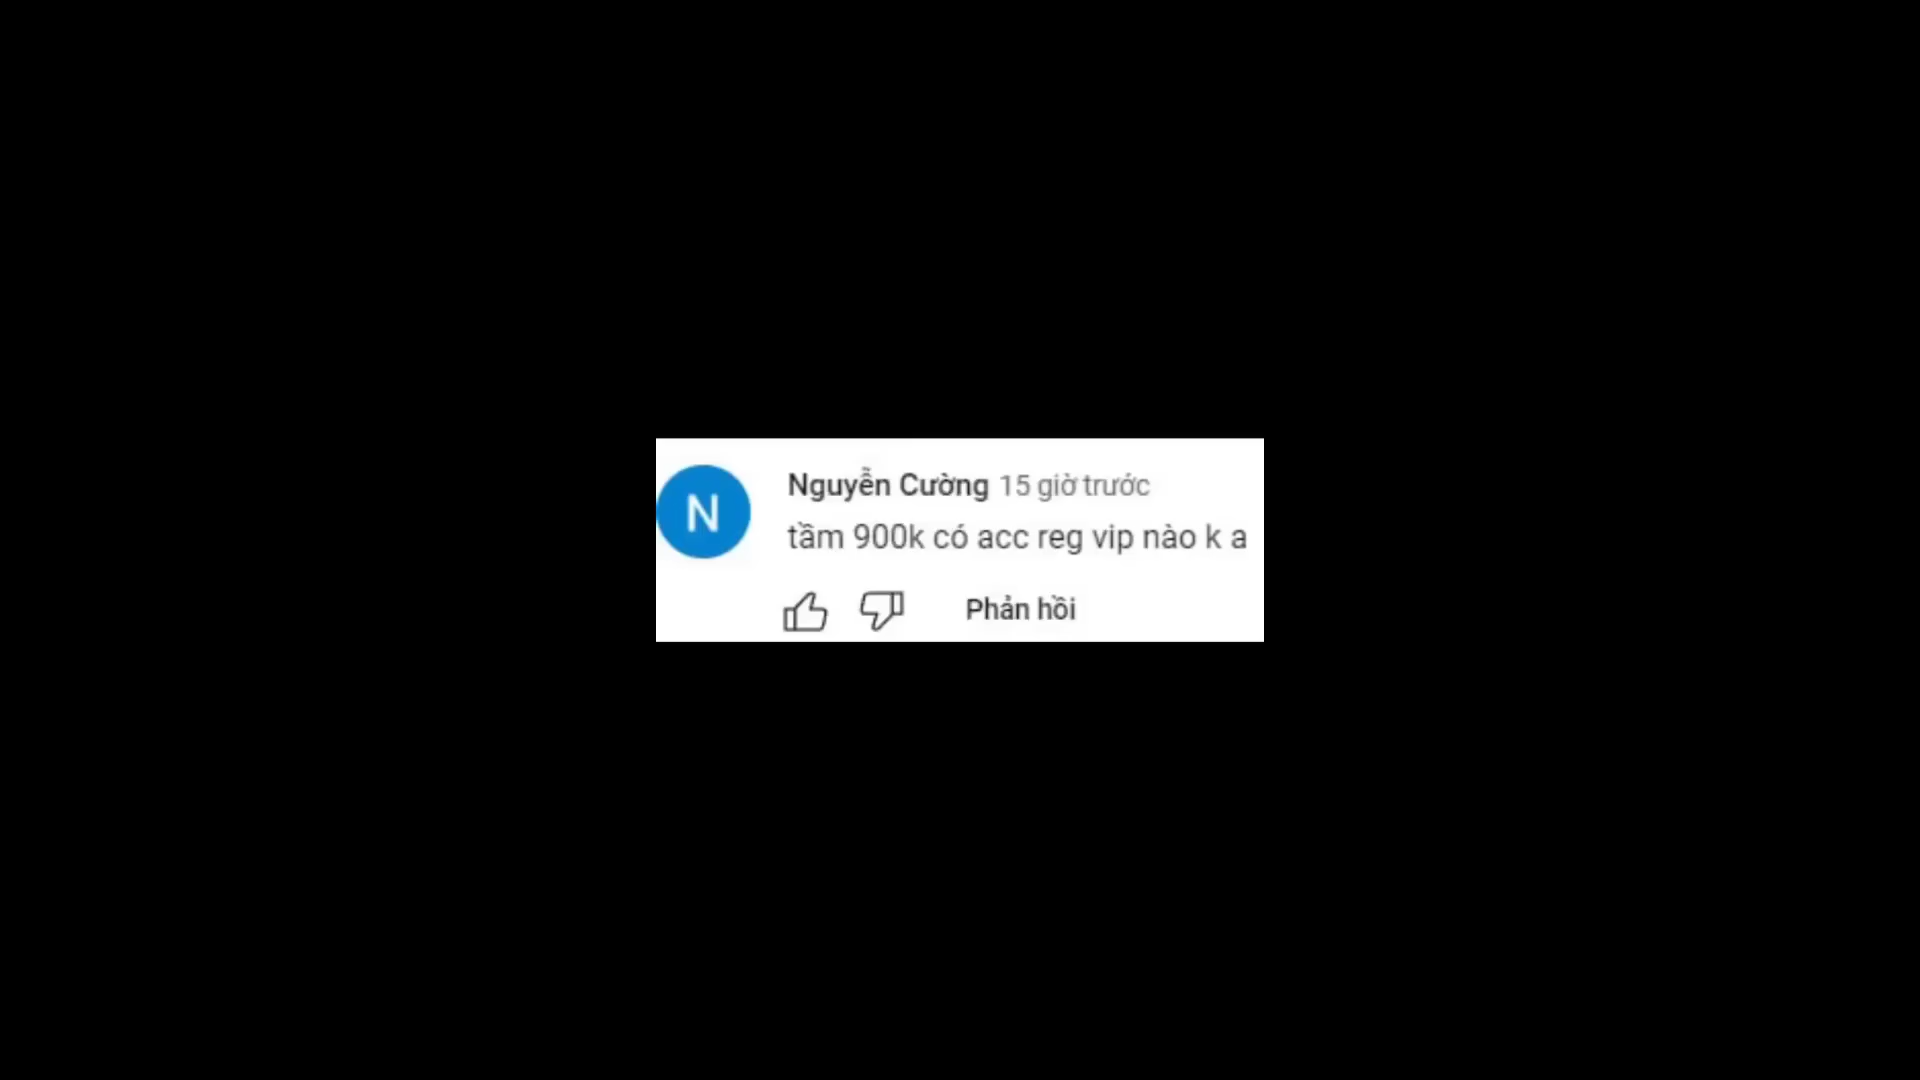 N
Nguyễn Cường 15 giờ trước
tầm 900k có acc reg vip nào k a
Phản hồi